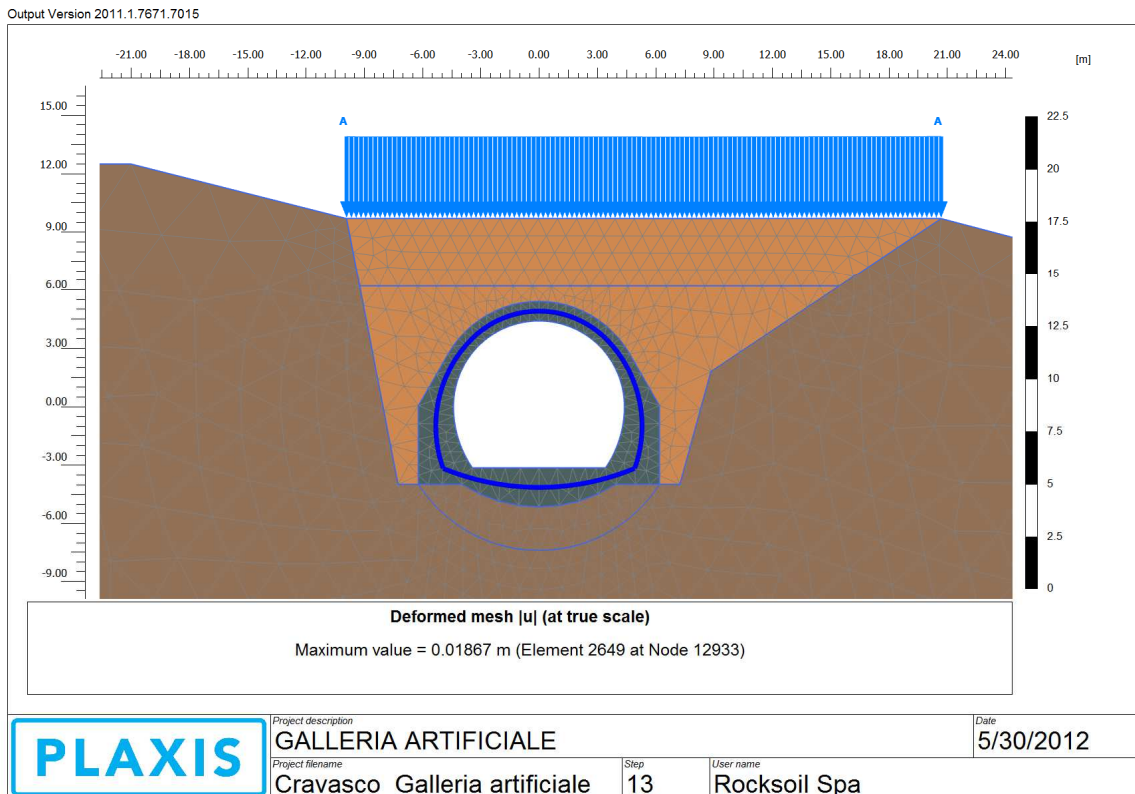 Output Version 2011.1.7671.7015
-21.00 -18.00 -15.00 -12.00 -9.00 -6.00 -3.00 0.00 3.00 6.00 9.00 12.00 15.00 18.00 21.00 24.00
[m]
15.00
12.00
9.00
6.00
3.00
0.00
-3.00
-6.00
-9.00
A A
22.5
20
17.5
15
12.5
10
7.5
5
2.5
0
Deformed mesh |u| (at true scale)
Maximum value = 0.01867 m (Element 2649 at Node 12933)
PLAXIS
Project description
GALLERIA ARTIFICIALE
Date
5/30/2012
Project filename
Cravasco Galleria artificiale
Step
13
User name
Rocksoil Spa